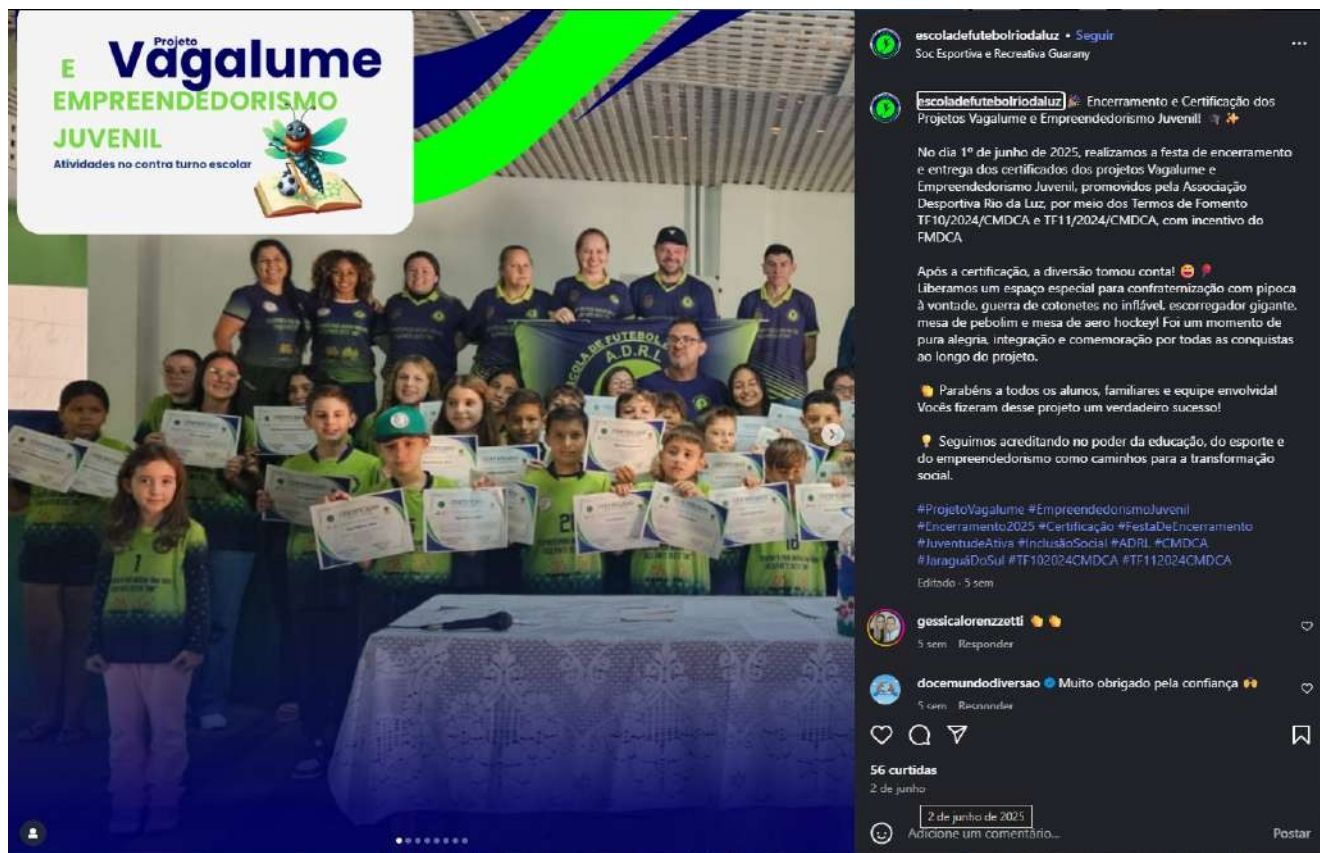 Projeto
Vagalume
E
EMPREENDEDORISMO
JUVENIL
Atividades no contra turno escolar
ESCOLA DE FUTEBOL
A.D.R.L
escoladefutebolriodaluz • Seguir
Soc Esportiva e Recreativa Guarany
escoladefutebolriodaluz 🎉 Encerramento e Certificação dos
Projetos Vagalume e Empreendedorismo Juvenil! 🎓 ✨
No dia 1º de junho de 2025, realizamos a festa de encerramento
e entrega dos certificados dos projetos Vagalume e
Empreendedorismo Juvenil, promovidos pela Associação
Desportiva Rio da Luz, por meio dos Termos de Fomento
TF10/2024/CMDCA e TF11/2024/CMDCA, com incentivo do
FMDCA
Após a certificação, a diversão tomou conta! 😄 🎈
Liberamos um espaço especial para confraternização com pipoca
à vontade, guerra de cotonetes no inflável, escorregador gigante,
mesa de pebolim e mesa de aero hockey! Foi um momento de
pura alegria, integração e comemoração por todas as conquistas
ao longo do projeto.
👏 Parabéns a todos os alunos, familiares e equipe envolvida!
Vocês fizeram desse projeto um verdadeiro sucesso!
💡 Seguimos acreditando no poder da educação, do esporte e
do empreendedorismo como caminhos para a transformação
social.
#ProjetoVagalume #EmpreendedorismoJuvenil
#Encerramento2025 #Certificação #FestaDeEncerramento
#JuventudeAtiva #InclusãoSocial #ADRL #CMDCA
#JaraguáDoSul #TF102024CMDCA #TF112024CMDCA
Editado · 5 sem
gessicalorenzzetti 👏 👏
5 sem Responder
docemundodiversao Muito obrigado pela confiança 🙌
5 sem Responder
56 curtidas
2 de junho
2 de junho de 2025
Adicione um comentário...
Postar